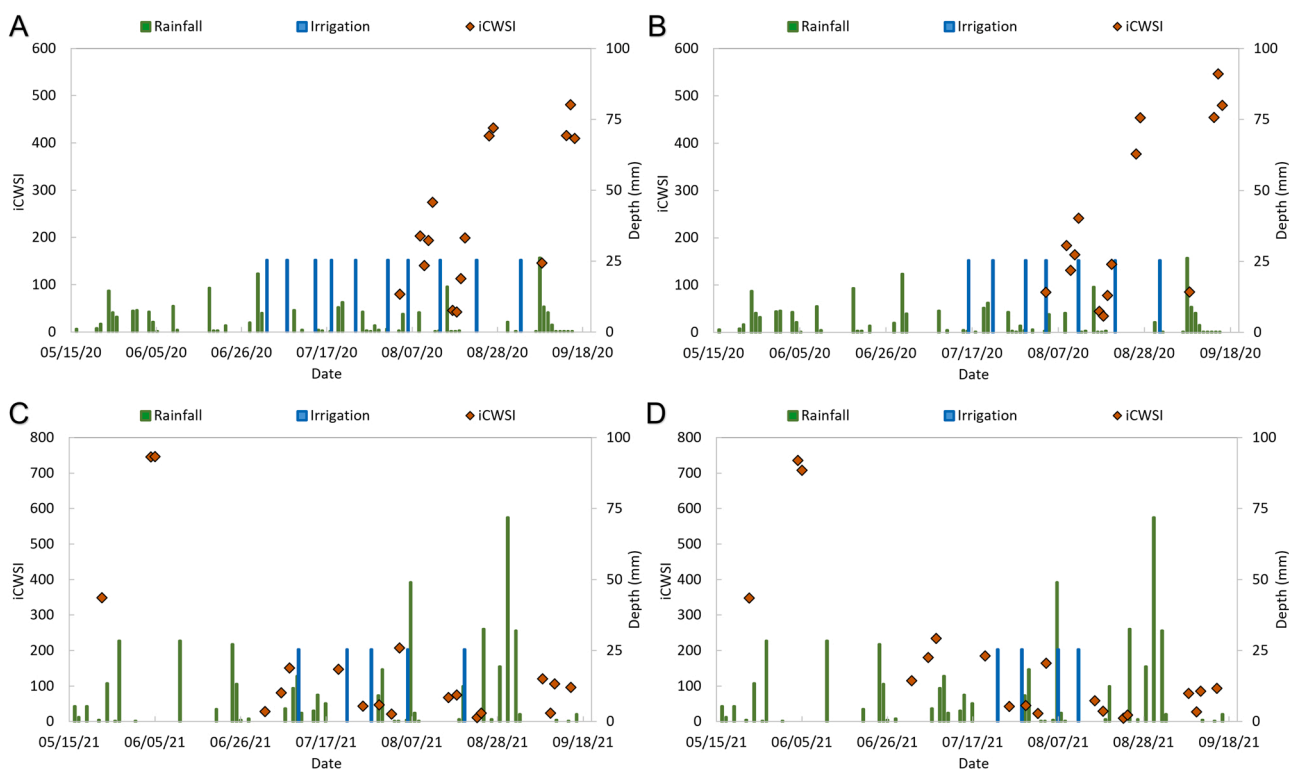 A
Rainfall Irrigation iCWSI
600 100
500
400 75
300 50
200
100 25
0 0
iCWSI
Depth (mm)
05/15/20 06/05/20 06/26/20 07/17/20 08/07/20 08/28/20 09/18/20
Date
B
Rainfall Irrigation iCWSI
600 100
500
400 75
300 50
200
100 25
0 0
iCWSI
Depth (mm)
05/15/20 06/05/20 06/26/20 07/17/20 08/07/20 08/28/20 09/18/20
Date
C
Rainfall Irrigation iCWSI
800 100
700
600 75
500
400 50
300
200 25
100
0 0
iCWSI
Depth (mm)
05/15/21 06/05/21 06/26/21 07/17/21 08/07/21 08/28/21 09/18/21
Date
D
Rainfall Irrigation iCWSI
800 100
700
600 75
500
400 50
300
200 25
100
0 0
iCWSI
Depth (mm)
05/15/21 06/05/21 06/26/21 07/17/21 08/07/21 08/28/21 09/18/21
Date